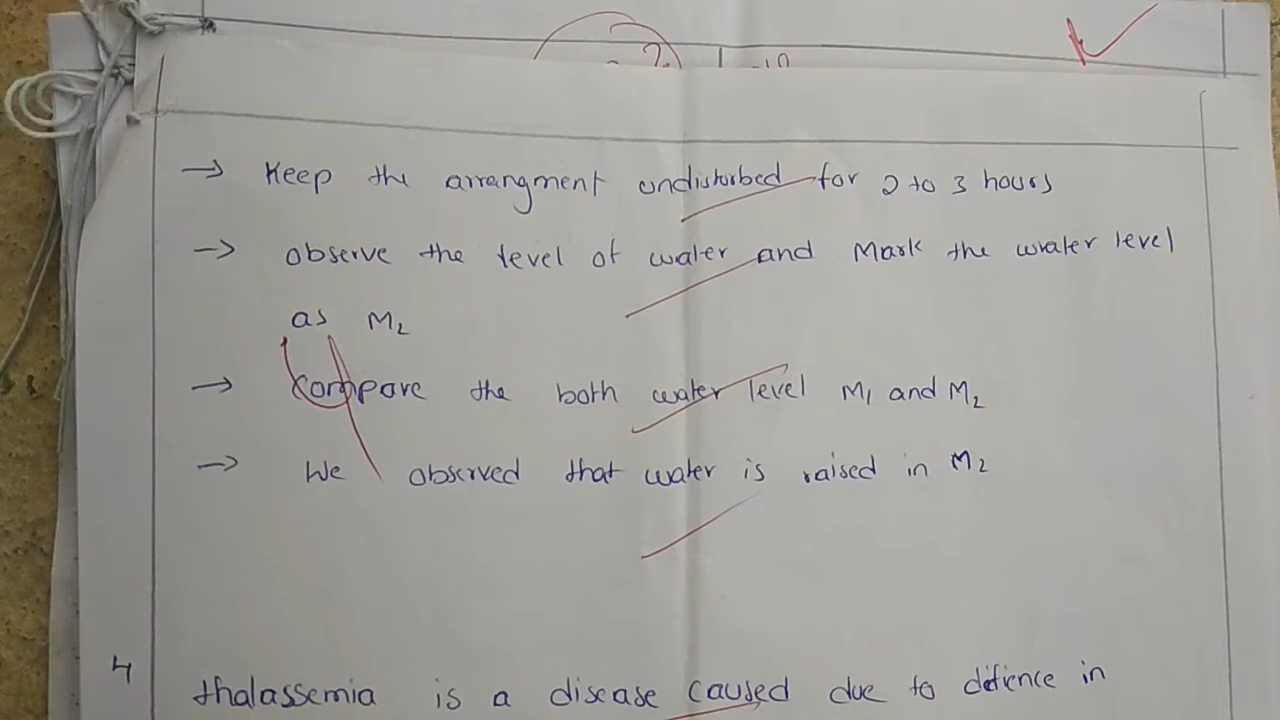 → Keep the arrangment undisturbed for 2 to 3 hours
→ observe the level of water and Mark the water level
as M2
→ Compare the both water level M1 and M2
→ We observed that water is raised in M2
4
thalassemia is a disease caused due to defience in